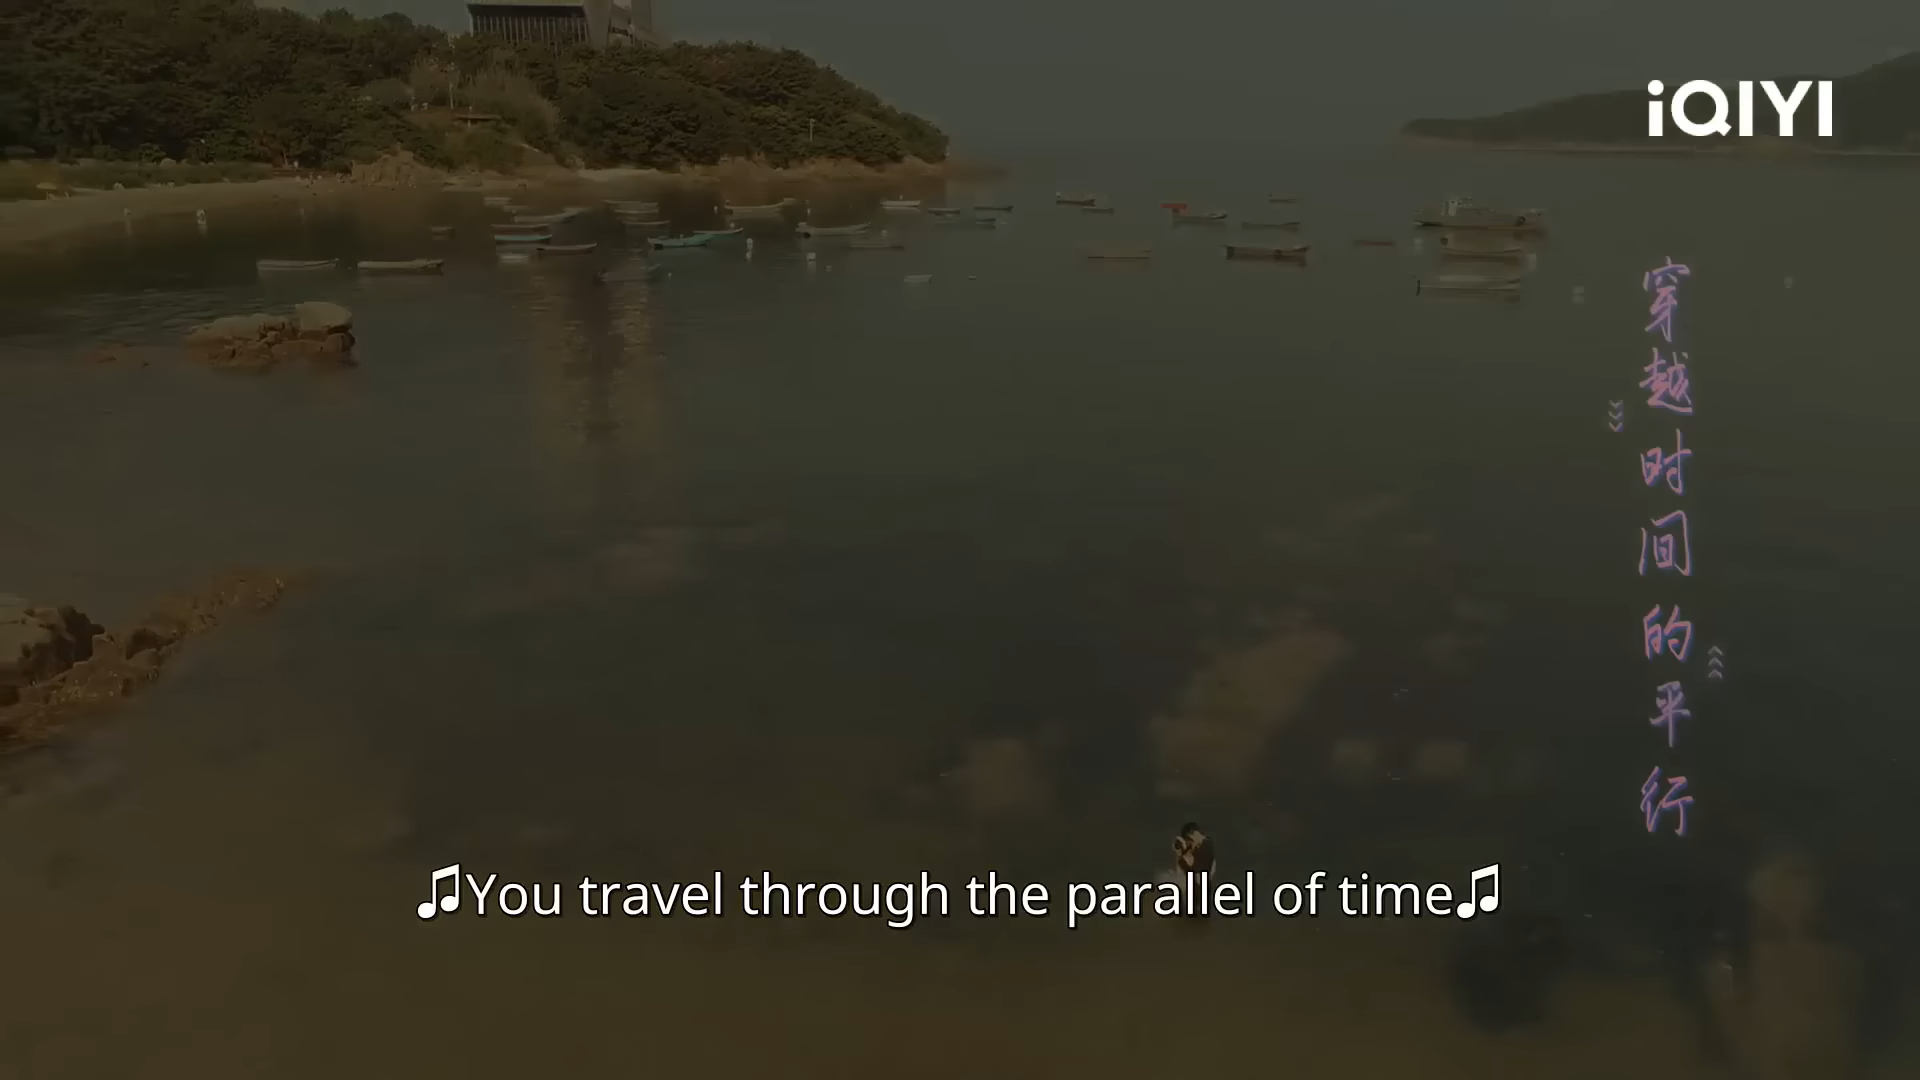 iQIYI
穿越时间的平行
♫You travel through the parallel of time♫